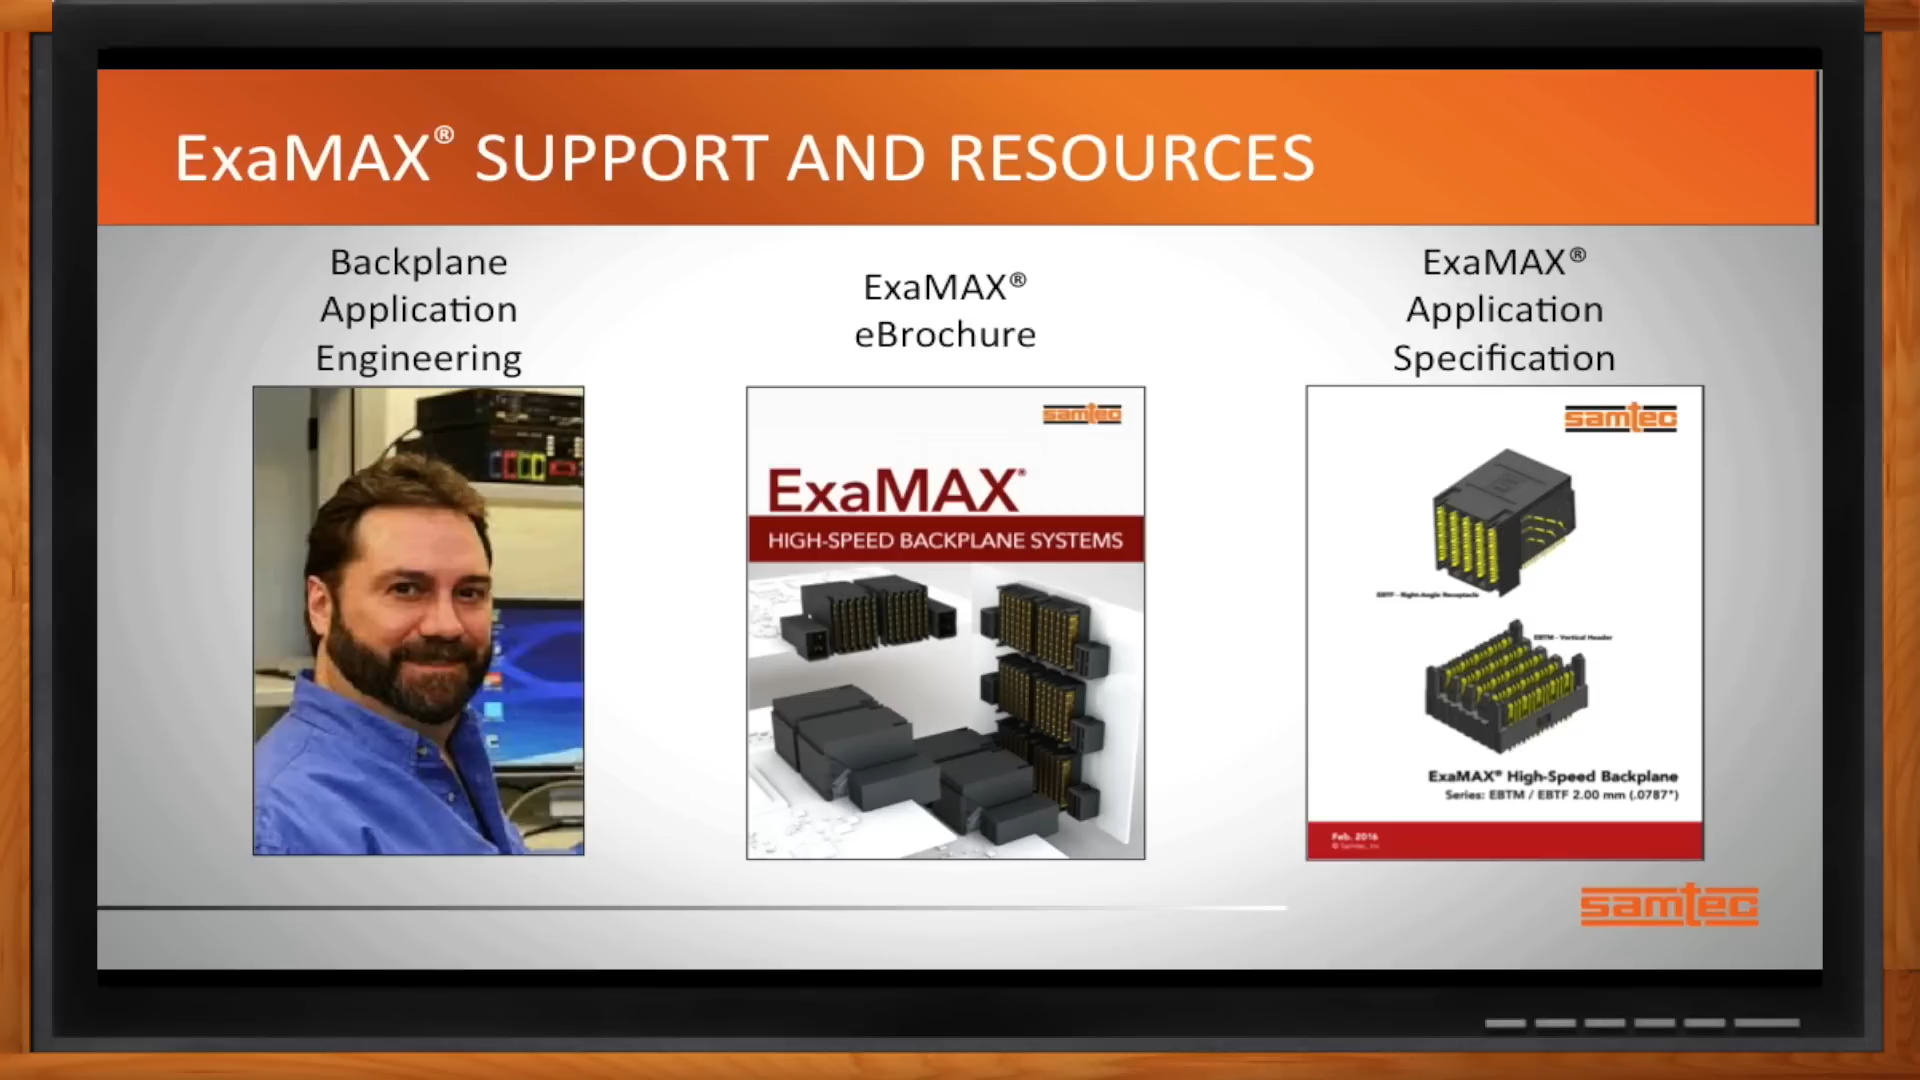 ExaMAX® SUPPORT AND RESOURCES
Backplane
Application
Engineering
ExaMAX®
eBrochure
ExaMAX®
Application
Specification
samtec
ExaMAX®
HIGH-SPEED BACKPLANE SYSTEMS
samtec
EBTF - Right-Angle Receptacle
EBTM - Vertical Header
ExaMAX® High-Speed Backplane
Series: EBTM / EBTF 2.00 mm (.0787")
Feb. 2016
© Samtec, Inc
samtec